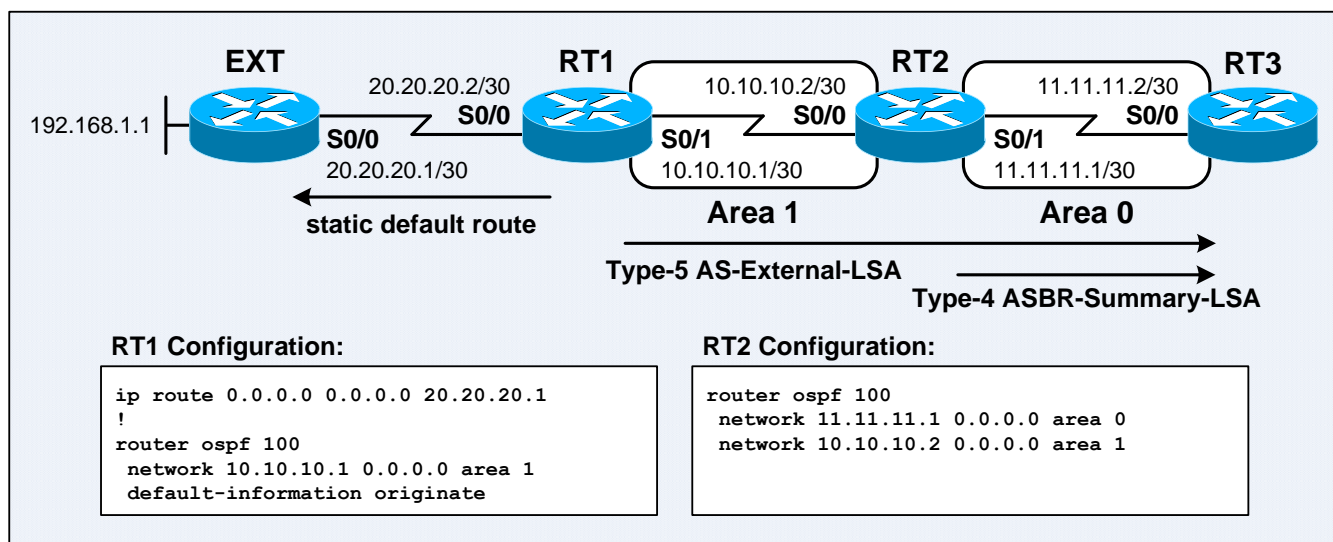 EXT
RT1
RT2
RT3
20.20.20.2/30
10.10.10.2/30
11.11.11.2/30
192.168.1.1
S0/0
S0/0
S0/0
S0/0
S0/1
S0/1
20.20.20.1/30
10.10.10.1/30
11.11.11.1/30
static default route
Area 1
Area 0
Type-5 AS-External-LSA
Type-4 ASBR-Summary-LSA
RT1 Configuration:
ip route 0.0.0.0 0.0.0.0 20.20.20.1
!
router ospf 100
network 10.10.10.1 0.0.0.0 area 1
default-information originate
RT2 Configuration:
router ospf 100
network 11.11.11.1 0.0.0.0 area 0
network 10.10.10.2 0.0.0.0 area 1